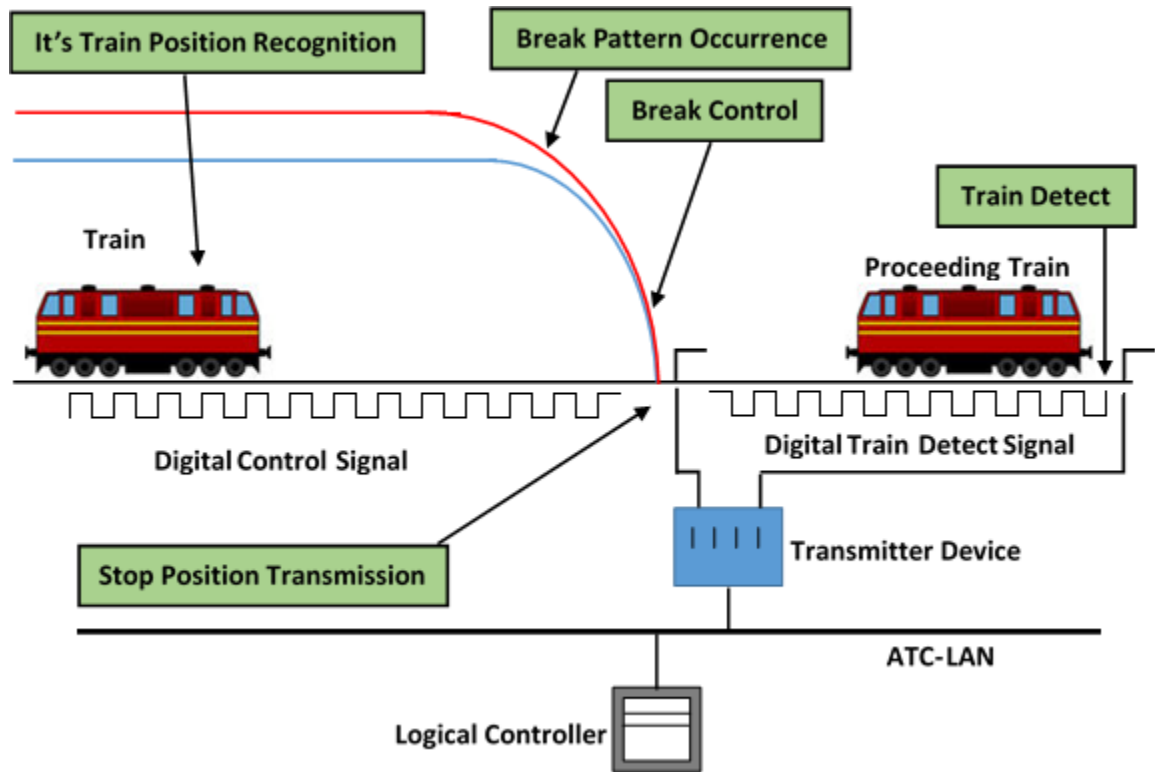 It's Train Position Recognition
Break Pattern Occurrence
Break Control
Train Detect
Train
Proceeding Train
Digital Control Signal
Digital Train Detect Signal
Stop Position Transmission
Transmitter Device
ATC-LAN
Logical Controller